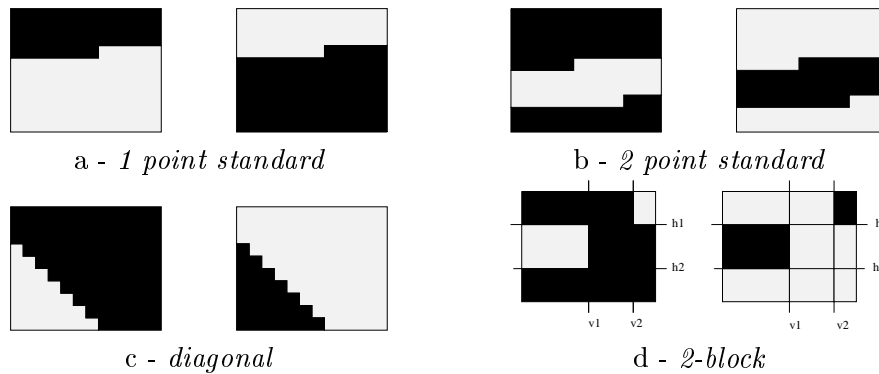 a - 1 point standard
b - 2 point standard
h1
h
h2
h
v1
v2
v1
v2
c - diagonal
d - 2-block